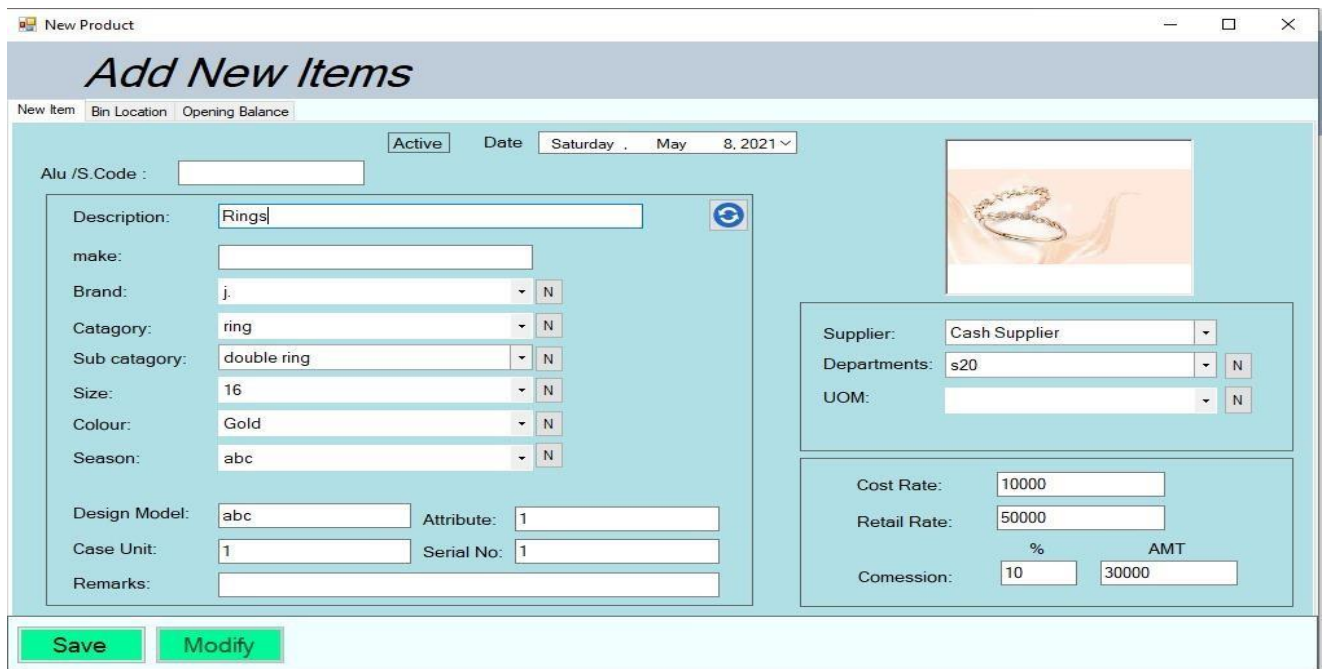 New Product
Add New Items
New Item Bin Location Opening Balance
Active Date Saturday , May 8, 2021
Alu /S.Code :
Description: Rings
make:
Brand: j. N
Catagory: ring N
Sub catagory: double ring N
Size: 16 N
Colour: Gold N
Season: abc N
Design Model: abc Attribute: 1
Case Unit: 1 Serial No: 1
Remarks:
Supplier: Cash Supplier
Departments: s20 N
UOM: N
Cost Rate: 10000
Retail Rate: 50000
% AMT
Comession: 10 30000
Save Modify